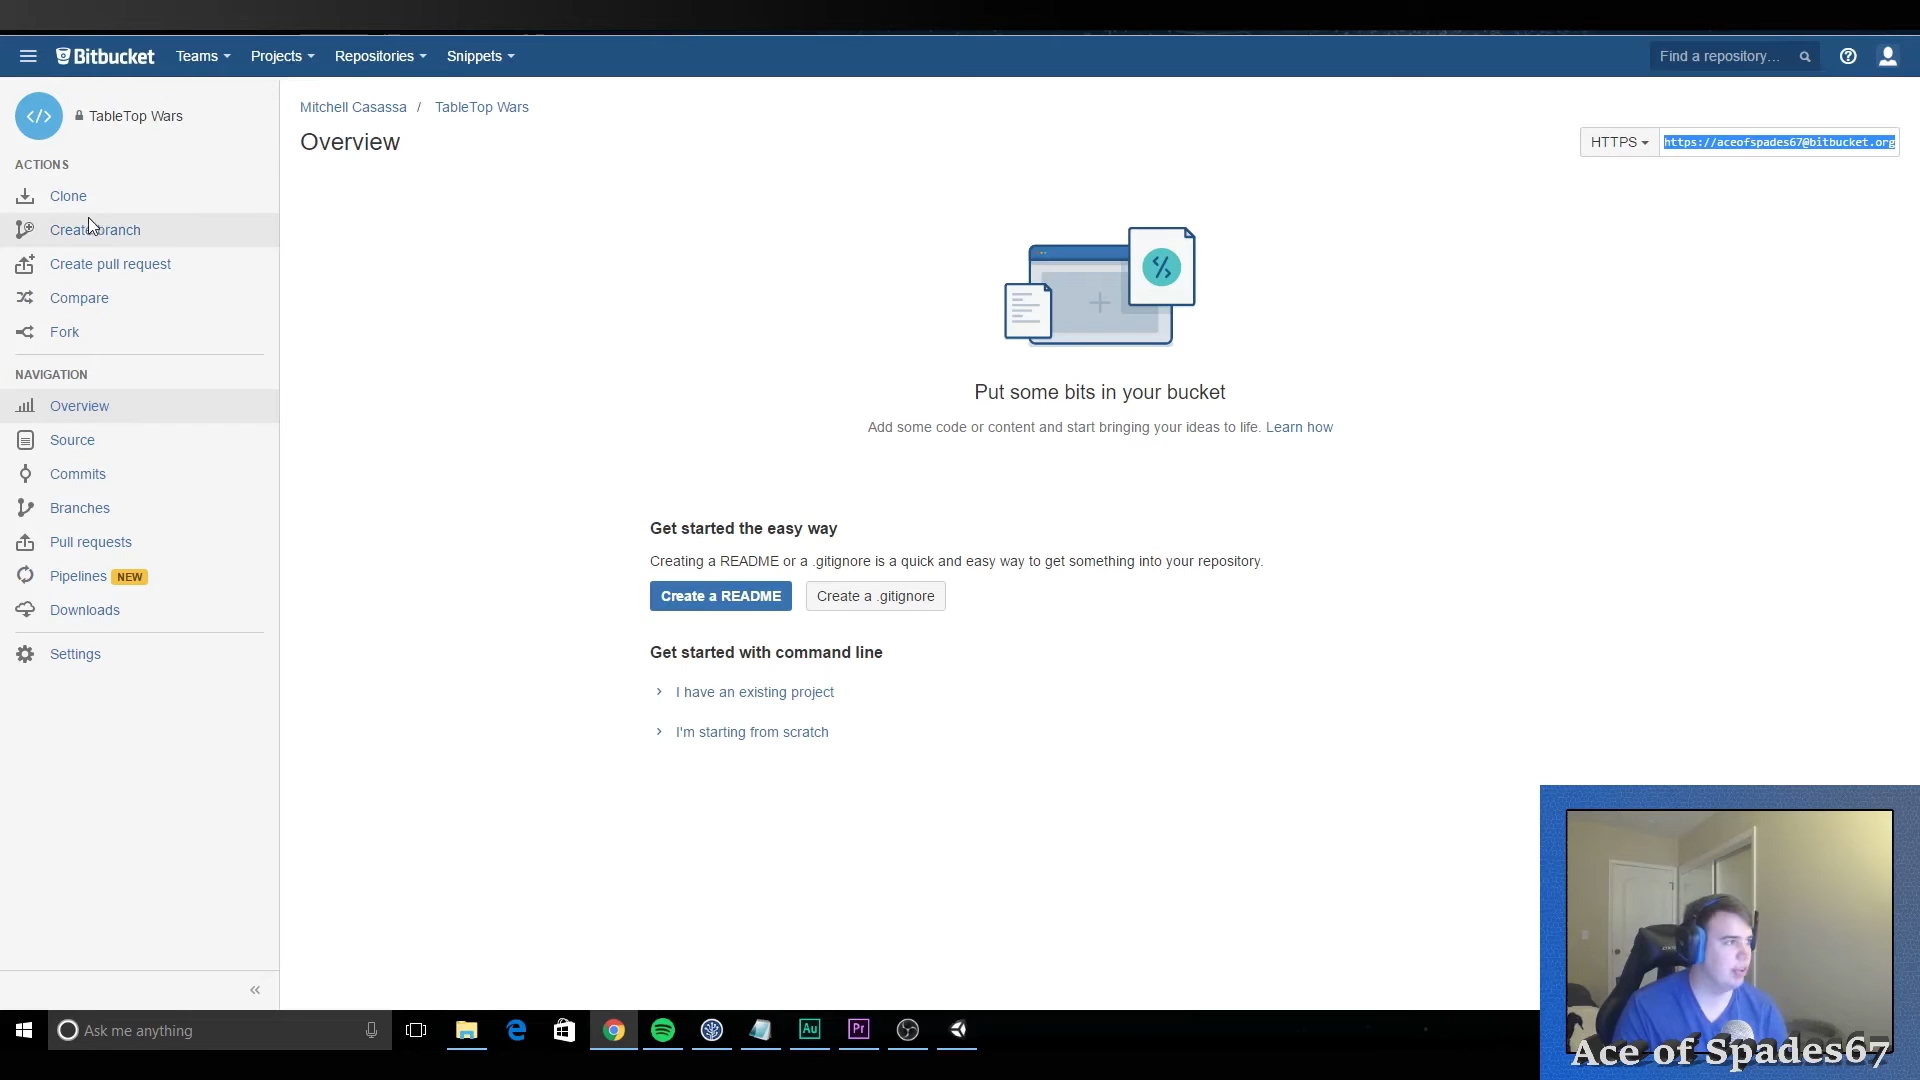 Bitbucket Teams Projects Repositories Snippets Find a repository...
TableTop Wars
ACTIONS
Clone
Create branch
Create pull request
Compare
Fork
NAVIGATION
Overview
Source
Commits
Branches
Pull requests
Pipelines NEW
Downloads
Settings
Mitchell Casassa / TableTop Wars
Overview
HTTPS https://aceofspades67@bitbucket.org
Put some bits in your bucket
Add some code or content and start bringing your ideas to life. Learn how
Get started the easy way
Creating a README or a .gitignore is a quick and easy way to get something into your repository.
Create a README Create a .gitignore
Get started with command line
I have an existing project
I'm starting from scratch
Ask me anything
Au
Pr
Ace of Spades67